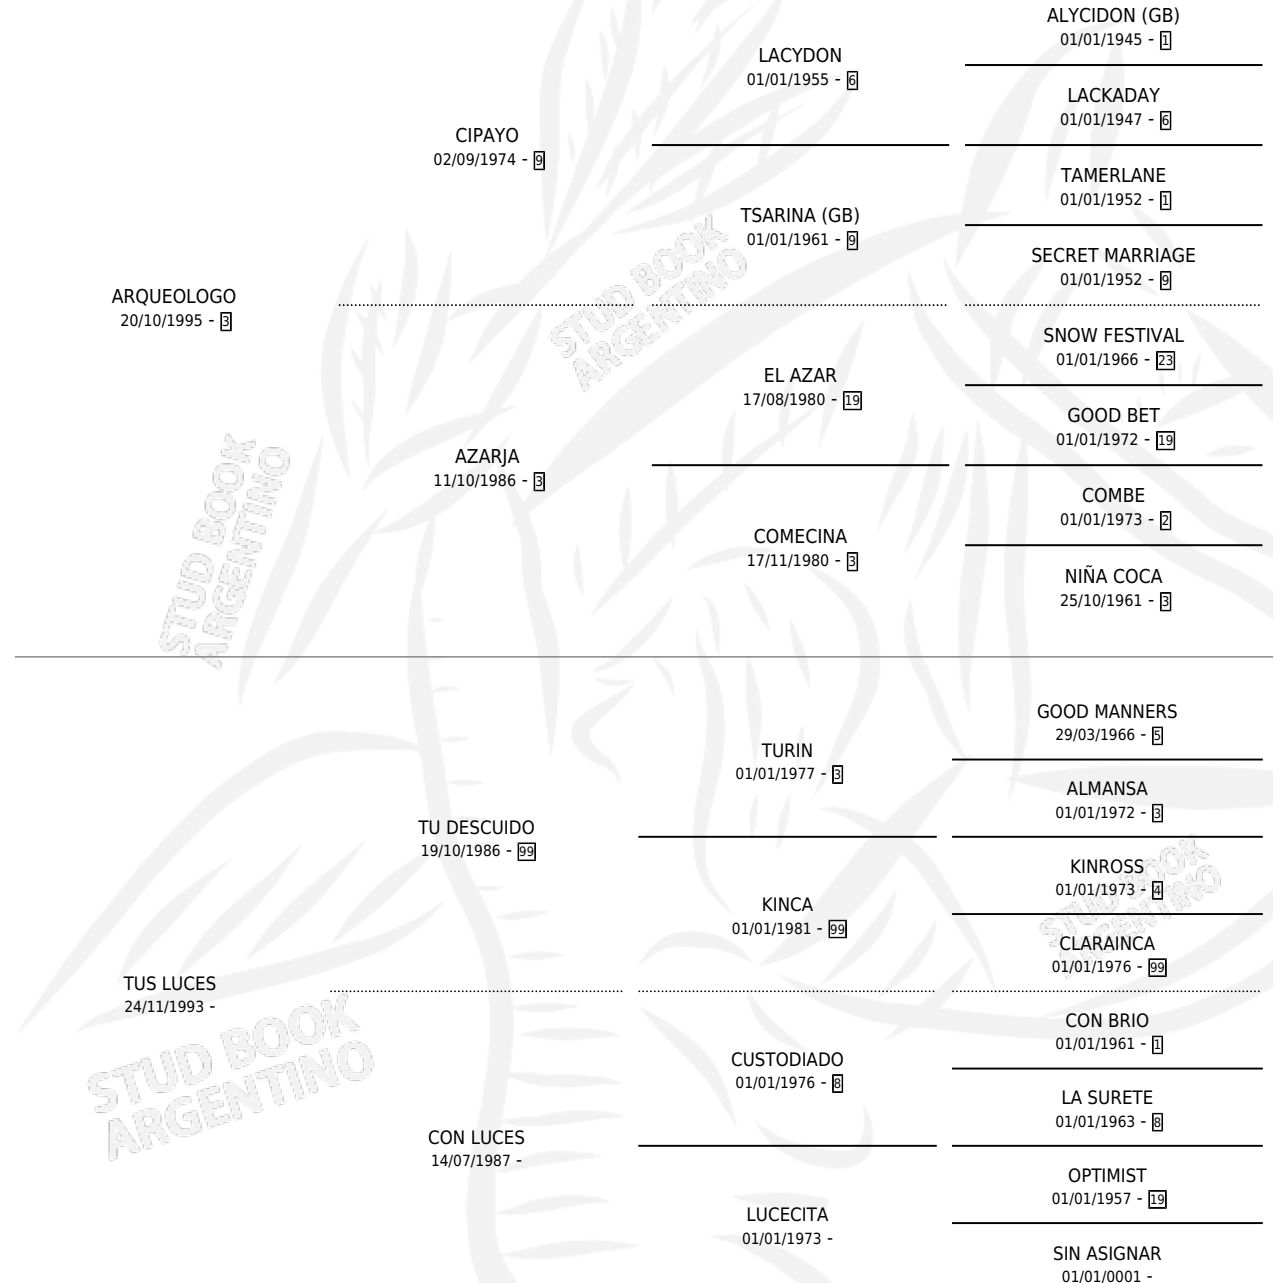 ALYCIDON (GB)
01/01/1945 - 1
LACYDON
01/01/1955 - 6
LACKADAY
01/01/1947 - 6
CIPAYO
02/09/1974 - 9
TAMERLANE
01/01/1952 - 1
TSARINA (GB)
01/01/1961 - 9
SECRET MARRIAGE
01/01/1952 - 9
ARQUEOLOGO
20/10/1995 - 3
SNOW FESTIVAL
01/01/1966 - 23
EL AZAR
17/08/1980 - 19
GOOD BET
01/01/1972 - 19
AZARJA
11/10/1986 - 3
COMBE
01/01/1973 - 2
COMECINA
17/11/1980 - 3
NIÑA COCA
25/10/1961 - 3
STUD BOOK
ARGENTINO
STUD BOOK
ARGENTINO
GOOD MANNERS
29/03/1966 - 5
TURIN
01/01/1977 - 3
ALMANSA
01/01/1972 - 3
TU DESCUIDO
19/10/1986 - 99
KINROSS
01/01/1973 - 4
KINCA
01/01/1981 - 99
CLARAINCA
01/01/1976 - 99
TUS LUCES
24/11/1993 -
CON BRIO
01/01/1961 - 1
CUSTODIADO
01/01/1976 - 8
LA SURETE
01/01/1963 - 8
CON LUCES
14/07/1987 -
OPTIMIST
01/01/1957 - 19
LUCECITA
01/01/1973 -
SIN ASIGNAR
01/01/0001 -
STUD BOOK
ARGENTINO
STUD BOOK
ARGENTINO